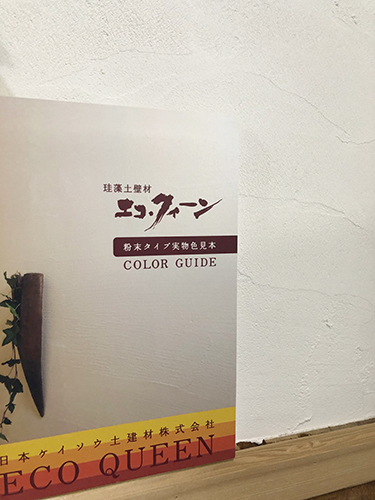 珪藻土壁材
エコ・クィーン
粉末タイプ実物色見本
COLOR GUIDE
日本ケイソウ土建材株式会社
ECO QUEEN